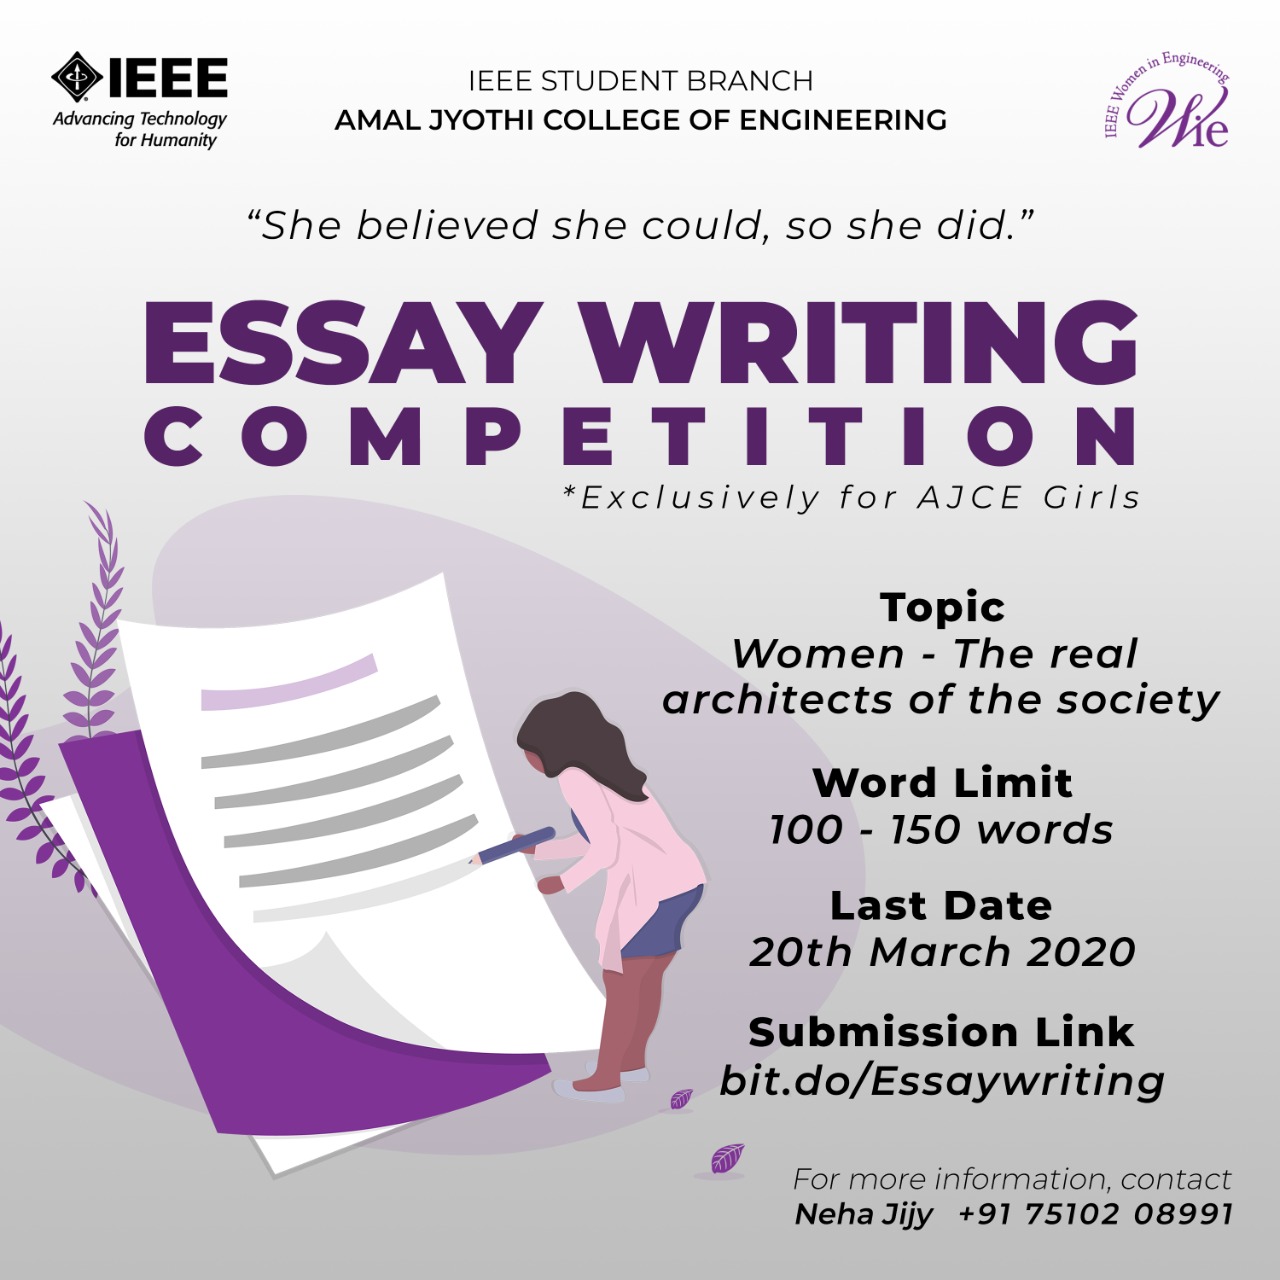 IEEE
Advancing Technology
for Humanity
IEEE STUDENT BRANCH
AMAL JYOTHI COLLEGE OF ENGINEERING
IEEE Women in Engineering
Wie
“She believed she could, so she did.”
ESSAY WRITING
COMPETITION
*Exclusively for AJCE Girls
Topic
Women - The real
architects of the society
Word Limit
100 - 150 words
Last Date
20th March 2020
Submission Link
bit.do/Essaywriting
For more information, contact
Neha Jijy +91 75102 08991